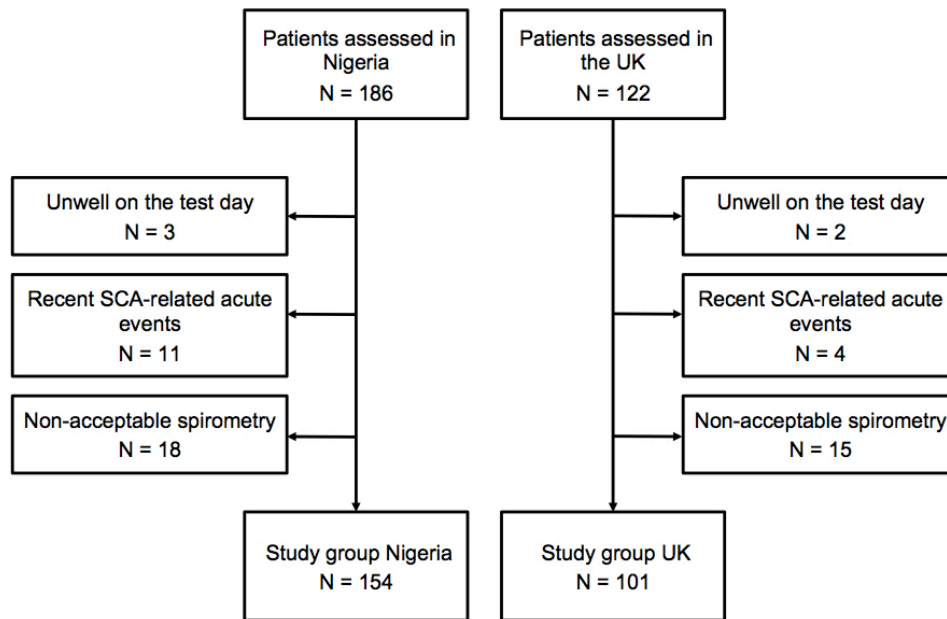 Patients assessed in
Nigeria
N = 186
Patients assessed in
the UK
N = 122
Unwell on the test day
N = 3
Unwell on the test day
N = 2
Recent SCA-related acute
events
N = 11
Recent SCA-related acute
events
N = 4
Non-acceptable spirometry
N = 18
Non-acceptable spirometry
N = 15
Study group Nigeria
N = 154
Study group UK
N = 101